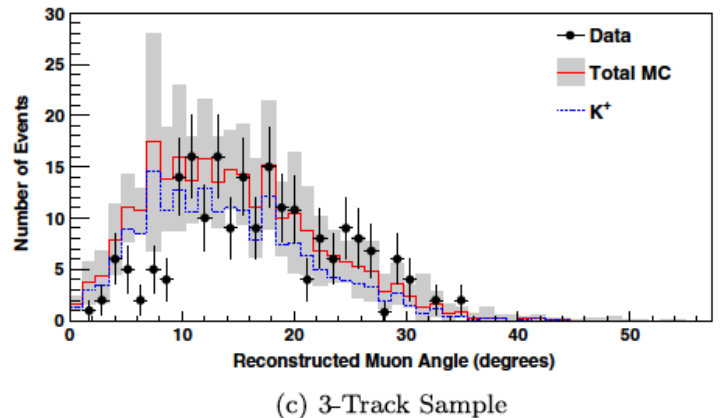 30
25
20
15
10
5
0
Number of Events
Data
Total MC
K+
0 10 20 30 40 50
Reconstructed Muon Angle (degrees)
(c) 3-Track Sample